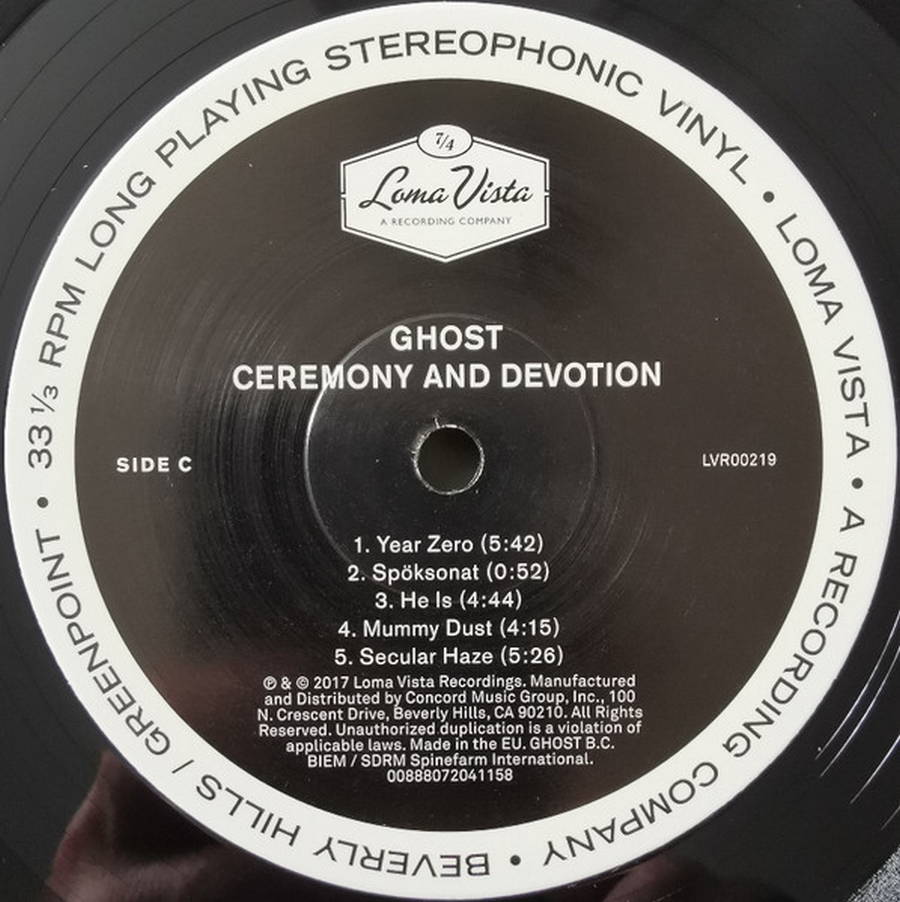 33 1/3 RPM LONG PLAYING STEREOPHONIC VINYL • LOMA VISTA • A RECORDING COMPANY • BEVERLY HILLS / GREENPOINT •
7/4
Loma Vista
A RECORDING COMPANY
GHOST
CEREMONY AND DEVOTION
SIDE C
LVR00219
1. Year Zero (5:42)
2. Spöksonat (0:52)
3. He Is (4:44)
4. Mummy Dust (4:15)
5. Secular Haze (5:26)
℗ & © 2017 Loma Vista Recordings. Manufactured
and Distributed by Concord Music Group, Inc., 100
N. Crescent Drive, Beverly Hills, CA 90210. All Rights
Reserved. Unauthorized duplication is a violation of
applicable laws. Made in the EU. GHOST B.C.
BIEM / SDRM Spinefarm International.
00888072041158